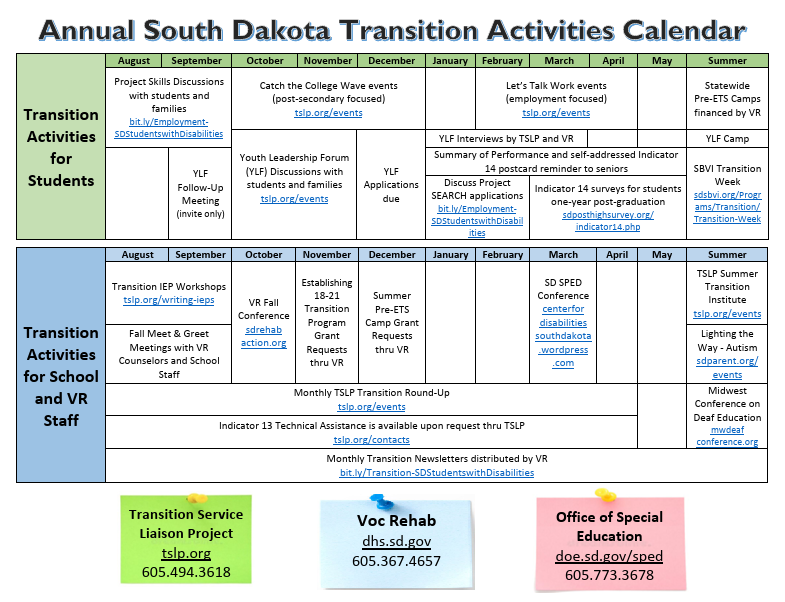 Annual South Dakota Transition Activities Calendar
Transition
Activities
for
Students
August September October November December January February March April May Summer
Project Skills Discussions
with students and
families
bit.ly/Employment-
SDStudentswithDisabilities
Catch the College Wave events
(post-secondary focused)
tslp.org/events
Let's Talk Work events
(employment focused)
tslp.org/events
Statewide
Pre-ETS Camps
financed by VR
YLF
Follow-Up
Meeting
(invite only)
Youth Leadership Forum
(YLF) Discussions with
students and families
tslp.org/events
YLF
Applications
due
YLF Interviews by TSLP and VR
YLF Camp
Summary of Performance and self-addressed Indicator
14 postcard reminder to seniors
Discuss Project
SEARCH applications
bit.ly/Employment-
SDStudentswithDisabil
ities
Indicator 14 surveys for students
one-year post-graduation
sdposthighsurvey.org/
indicator14.php
SBVI Transition
Week
sdsbvi.org/Progr
ams/Transition/
Transition-Week
Transition
Activities
for School
and VR
Staff
August September October November December January February March April May Summer
Transition IEP Workshops
tslp.org/writing-ieps
Fall Meet & Greet
Meetings with VR
Counselors and School
Staff
VR Fall
Conference
sdrehab
action.org
Establishing
18-21
Transition
Program
Grant
Requests
thru VR
Summer
Pre-ETS
Camp Grant
Requests
thru VR
SD SPED
Conference
centerfor
disabilities
southdakota
.wordpress
.com
TSLP Summer
Transition
Institute
tslp.org/events
Lighting the
Way - Autism
sdparent.org/
events
Monthly TSLP Transition Round-Up
tslp.org/events
Indicator 13 Technical Assistance is available upon request thru TSLP
tslp.org/contacts
Midwest
Conference on
Deaf Education
mwdeaf
conference.org
Monthly Transition Newsletters distributed by VR
bit.ly/Transition-SDStudentswithDisabilities
Transition Service
Liaison Project
tslp.org
605.494.3618
Voc Rehab
dhs.sd.gov
605.367.4657
Office of Special
Education
doe.sd.gov/sped
605.773.3678